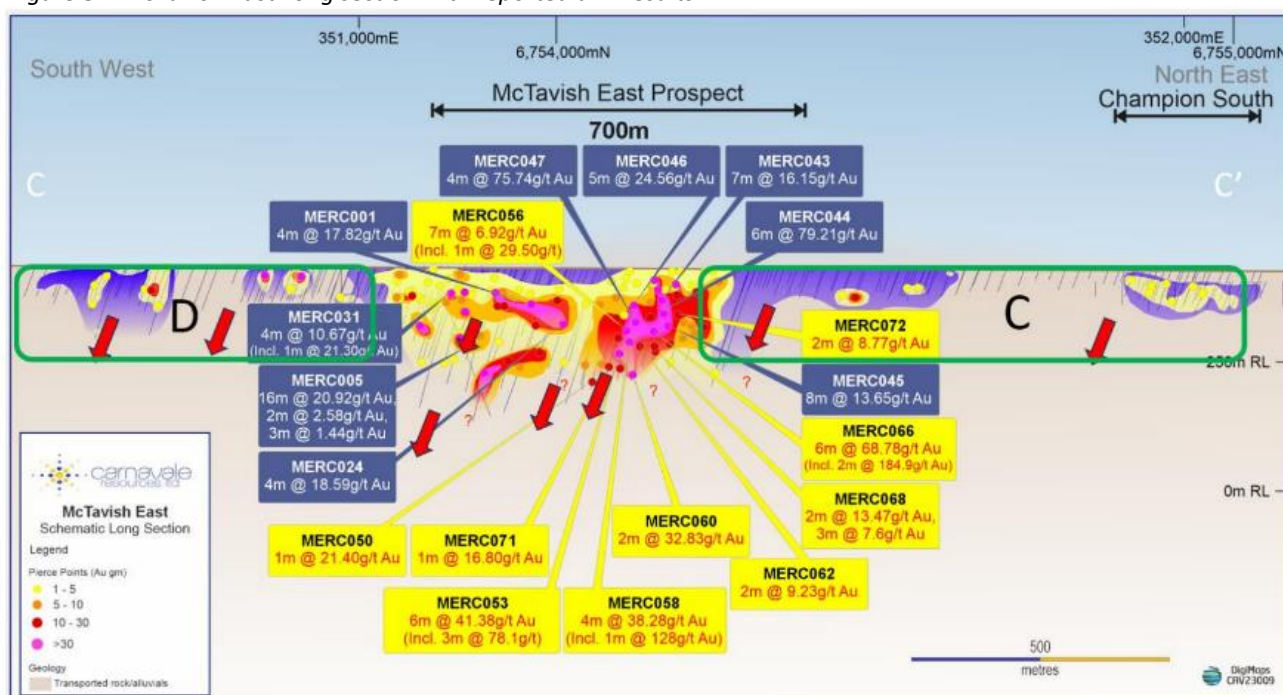 351,000mE
6,754,000mN
352,000mE
6,755,000mN
South West
North East
McTavish East Prospect
700m
Champion South
C
C'
MERC047
4m @ 75.74g/t Au
MERC046
5m @ 24.56g/t Au
MERC043
7m @ 16.15g/t Au
MERC001
4m @ 17.82g/t Au
MERC056
7m @ 6.92g/t Au
(Incl. 1m @ 29.50g/t)
MERC044
6m @ 79.21g/t Au
D
C
MERC031
4m @ 10.67g/t Au
(Incl. 1m @ 21.30g/t Au)
MERC072
2m @ 8.77g/t Au
250m RL
MERC005
16m @ 20.92g/t Au,
2m @ 2.58g/t Au,
3m @ 1.44g/t Au
?
?
?
?
MERC045
8m @ 13.65g/t Au
MERC024
4m @ 18.59g/t Au
MERC066
6m @ 68.78g/t Au
(Incl. 2m @ 184.9g/t Au)
0m RL
MERC068
2m @ 13.47g/t Au,
3m @ 7.6g/t Au
MERC050
1m @ 21.40g/t Au
MERC071
1m @ 16.80g/t Au
MERC060
2m @ 32.83g/t Au
MERC062
2m @ 9.23g/t Au
MERC053
6m @ 41.38g/t Au
(Incl. 3m @ 78.1g/t)
MERC058
4m @ 38.28g/t Au
(Incl. 1m @ 128g/t Au)
carnavale
resources ltd
McTavish East
Schematic Long Section
Legend
Pierce Points (Au gm)
1 - 5
5 - 10
10 - 30
>30
Geology
Transported rock/alluvials
500
metres
DigiMaps
CRV23009